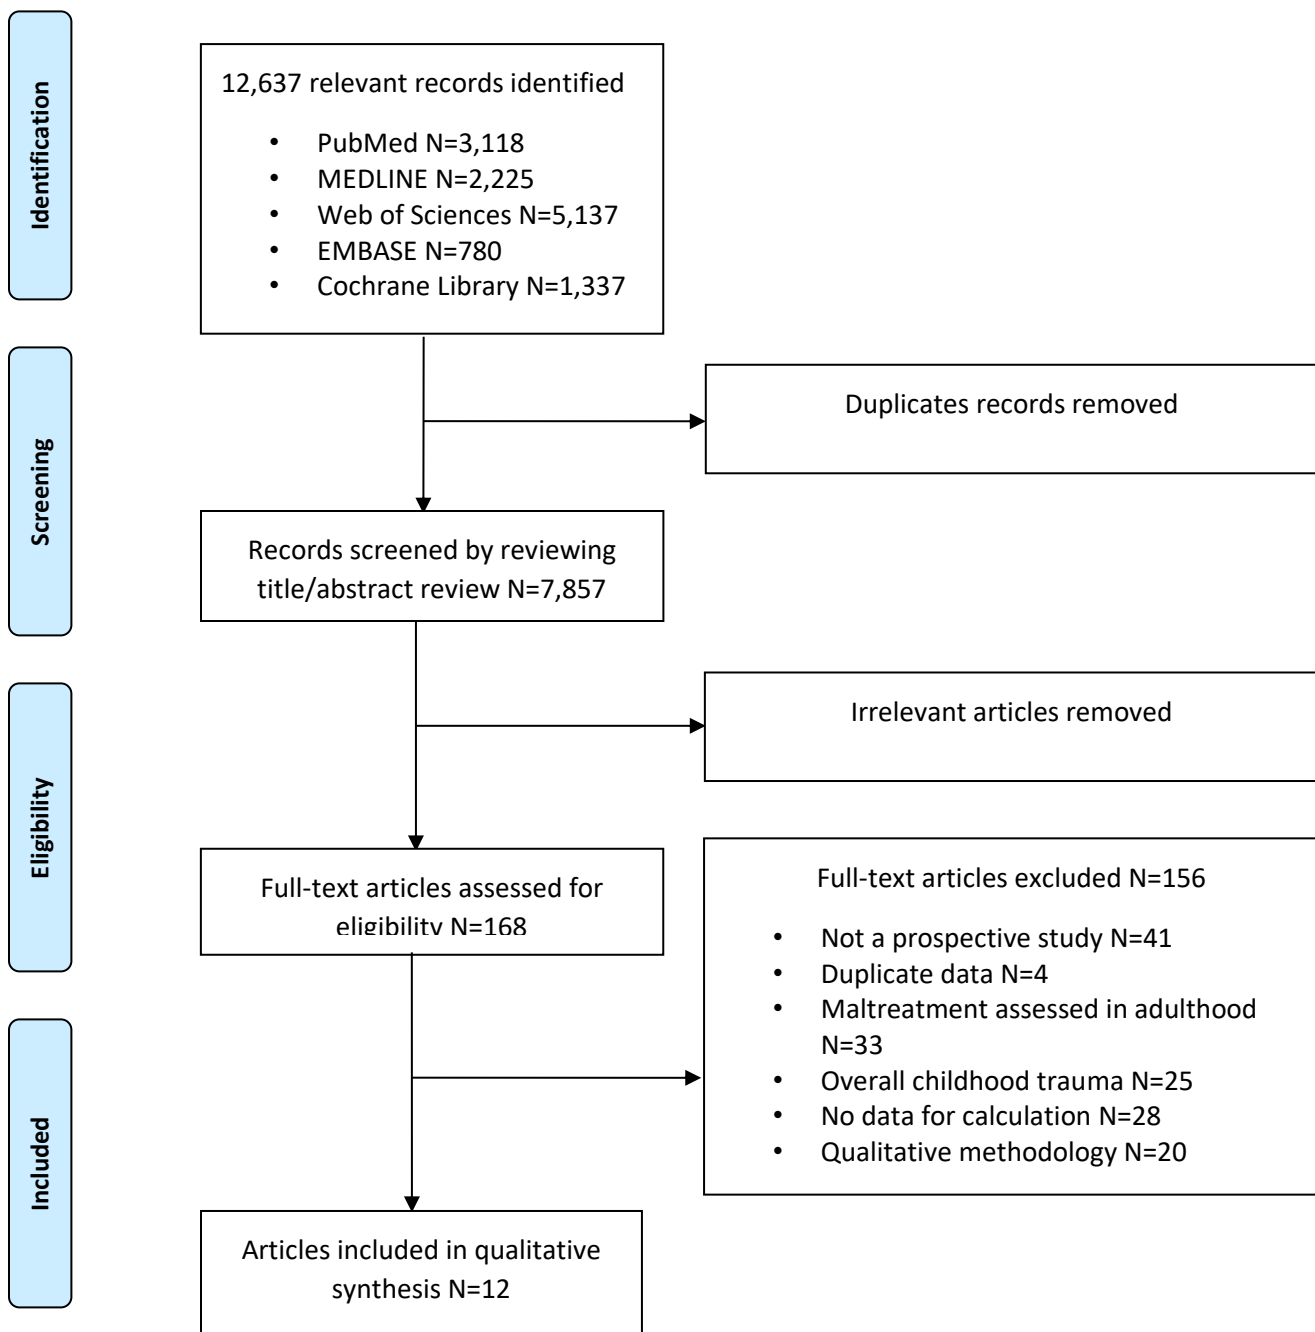 Identification
12,637 relevant records identified
• PubMed N=3,118
• MEDLINE N=2,225
• Web of Sciences N=5,137
• EMBASE N=780
• Cochrane Library N=1,337
Screening
Duplicates records removed
Records screened by reviewing
title/abstract review N=7,857
Irrelevant articles removed
Eligibility
Full-text articles assessed for
eligibility N=168
Full-text articles excluded N=156
• Not a prospective study N=41
• Duplicate data N=4
• Maltreatment assessed in adulthood
N=33
• Overall childhood trauma N=25
• No data for calculation N=28
• Qualitative methodology N=20
Included
Articles included in qualitative
synthesis N=12